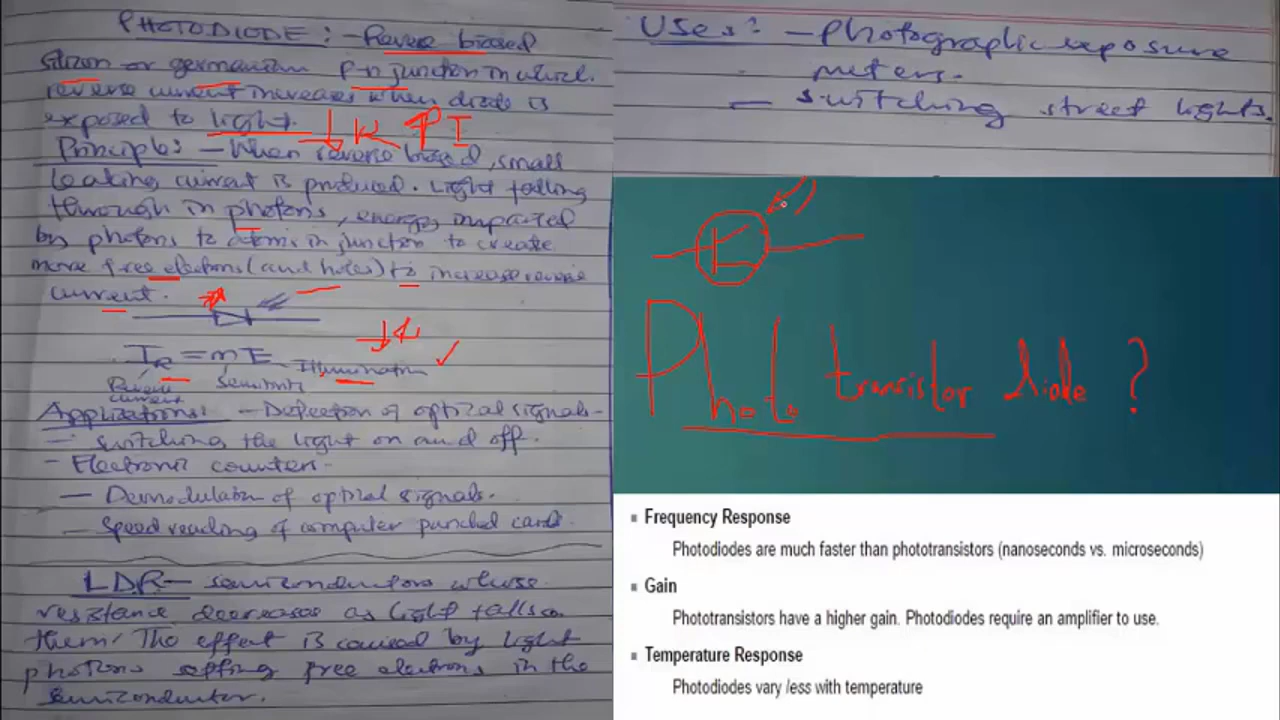 PHOTODIODE: - Reverse biased
silicon or germanium p-n junction in which
reverse current increases when diode is
exposed to light.
Principle: - When reverse biased, small
leaking current is produced. Light falling
through in photons, energy imparted
by photons to atoms in junction to create
more free electrons (and holes) to increase reverse
current.
IR = mE
Illumination
Reverse current
Sensitivity
Applications: - Detection of optical signals-
- Switching the light on and off.
- Electronic counters-
- Demodulation of optical signals.
- Speed reading of computer punched cards.
LDR - semiconductors whose
resistance decreases as light falls on
them. The effect is caused by light
photons setting free electrons in the
semiconductor.
Uses: - Photographic exposure
meters.
- switching street lights.
Photo transistor diode ?
Frequency Response
Photodiodes are much faster than phototransistors (nanoseconds vs. microseconds)
Gain
Phototransistors have a higher gain. Photodiodes require an amplifier to use.
Temperature Response
Photodiodes vary less with temperature